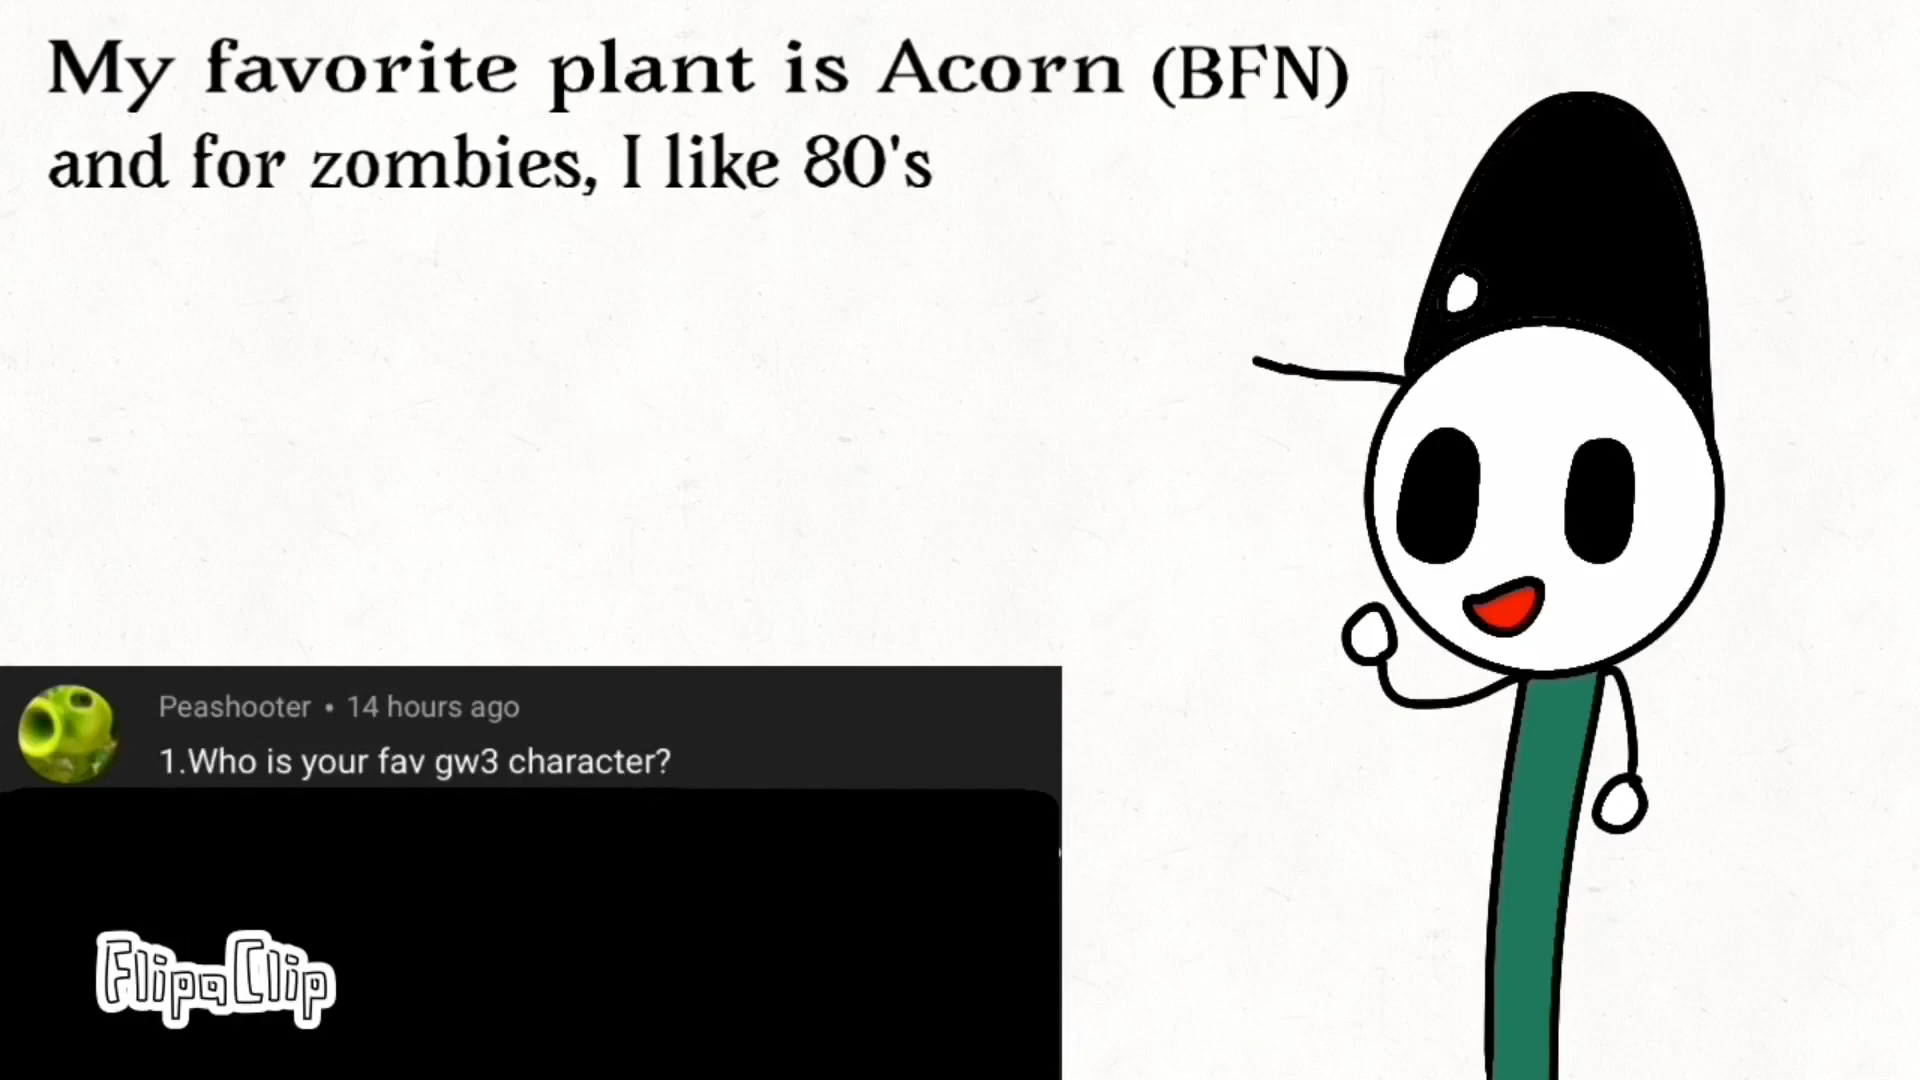 My favorite plant is Acorn (BFN)
and for zombies, I like 80's
Peashooter • 14 hours ago
1.Who is your fav gw3 character?
FlipaClip